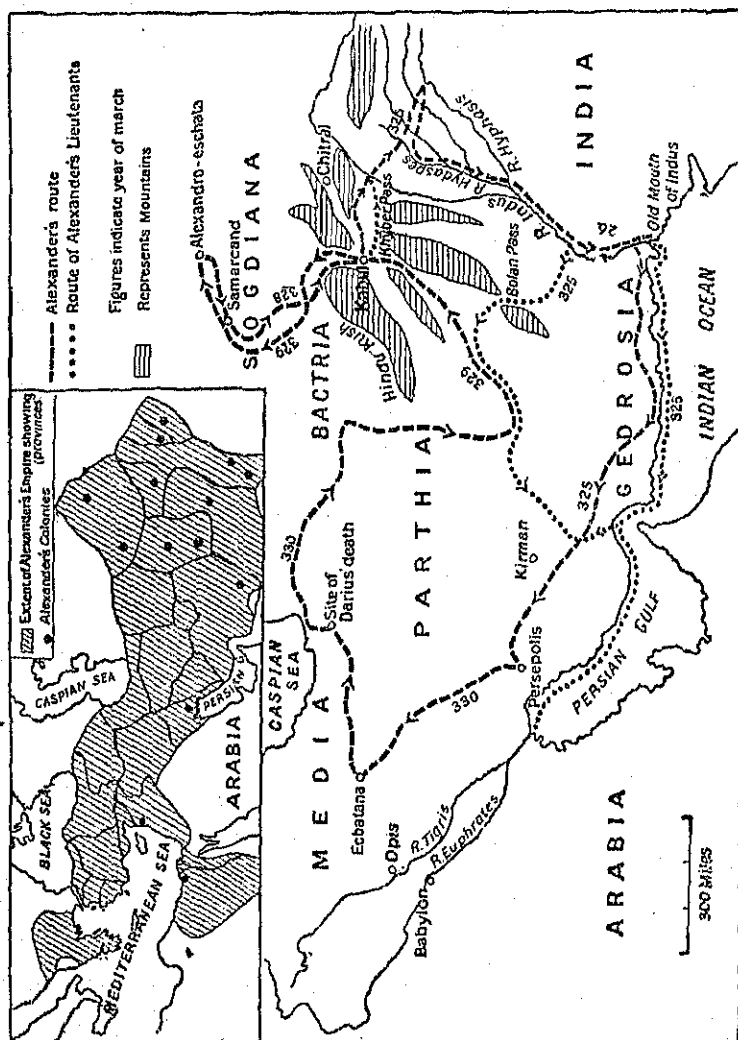 Extent of Alexander's Empire showing
(provinces)
Alexander's Colonies
BLACK SEA
CASPIAN SEA
MEDITERRANEAN SEA
ARABIA
PERSIAN G
Alexander's route
Route of Alexander's Lieutenants
Figures indicate year of march
Represents Mountains
Alexandro-eschata
Samarcand
SOGDIANA
328
329
BACTRIA
Hindu Kush
Kabul
Chitral
Khyber Pass
326
R. Hyphasis
R. Hydaspes
R. Indus
INDIA
Bolan Pass
325
Old Mouth
of Indus
GEDROSIA
325
325
INDIAN OCEAN
CASPIAN
SEA
MEDIA
330
Site of
Darius' death
PARTHIA
329
Kirman
Ecbatana
330
Persepolis
PERSIAN GULF
Opis
R. Tigris
R. Euphrates
Babylon
ARABIA
300 Miles